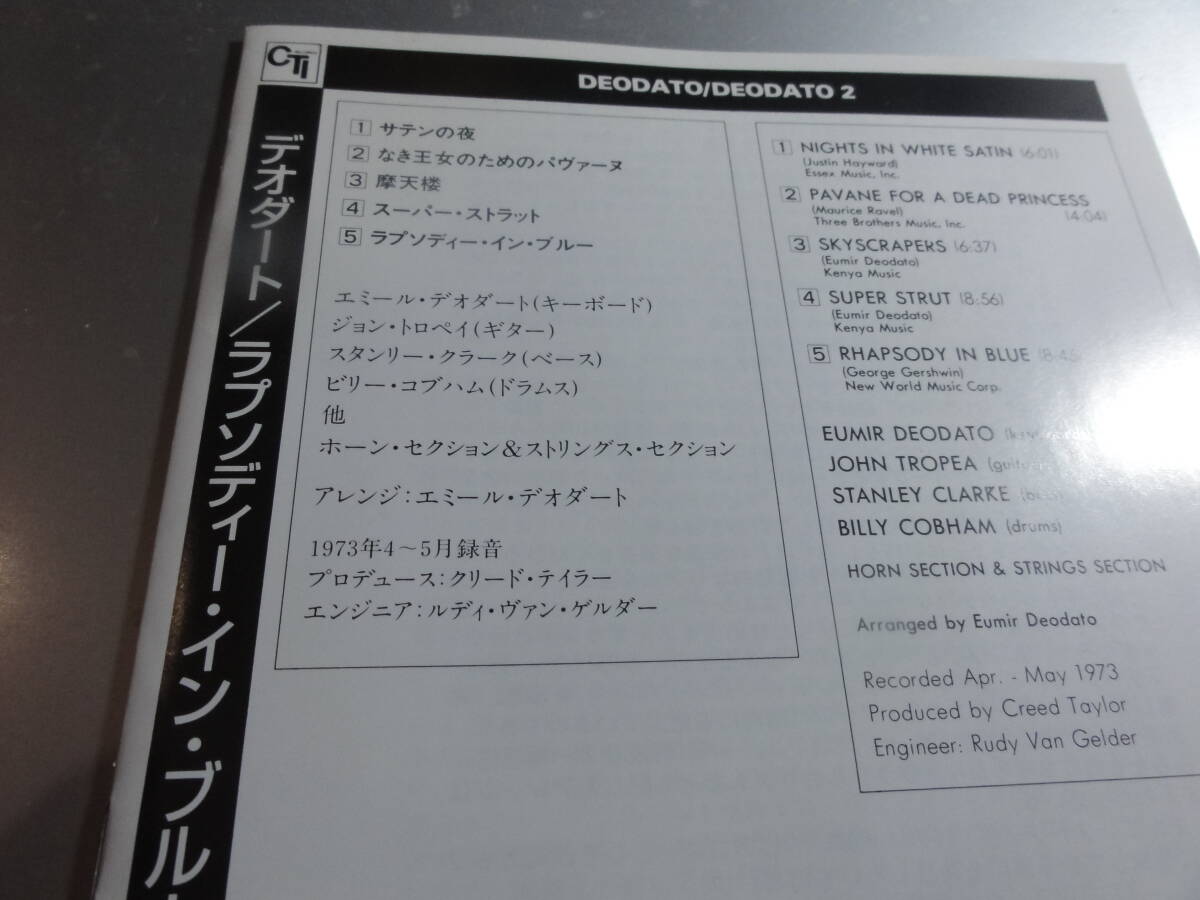 CTI
DEODATO/DEODATO 2
デオダート/ラプソディー・イン・ブル
1 サテンの夜
2 なき王女のためのパヴァーヌ
3 摩天楼
4 スーパー・ストラット
5 ラプソディー・イン・ブルー
エミール・デオダート(キーボード)
ジョン・トロペイ(ギター)
スタンリー・クラーク(ベース)
ビリー・コブハム(ドラムス)
他
ホーン・セクション&ストリングス・セクション
アレンジ:エミール・デオダート
1973年4〜5月録音
プロデュース:クリード・テイラー
エンジニア:ルディ・ヴァン・ゲルダー
1 NIGHTS IN WHITE SATIN (6:01)
(Justin Hayward)
Essex Music, Inc.
2 PAVANE FOR A DEAD PRINCESS
(Maurice Ravel) (4:04)
Three Brothers Music, Inc.
3 SKYSCRAPERS (6:37)
(Eumir Deodato)
Kenya Music
4 SUPER STRUT (8:56)
(Eumir Deodato)
Kenya Music
5 RHAPSODY IN BLUE
(George Gershwin)
New World Music Corp.
EUMIR DEODATO
JOHN TROPEA
STANLEY CLARKE
BILLY COBHAM (drums)
HORN SECTION & STRINGS SECTION
Arranged by Eumir Deodato
Recorded Apr. - May 1973
Produced by Creed Taylor
Engineer: Rudy Van Gelder